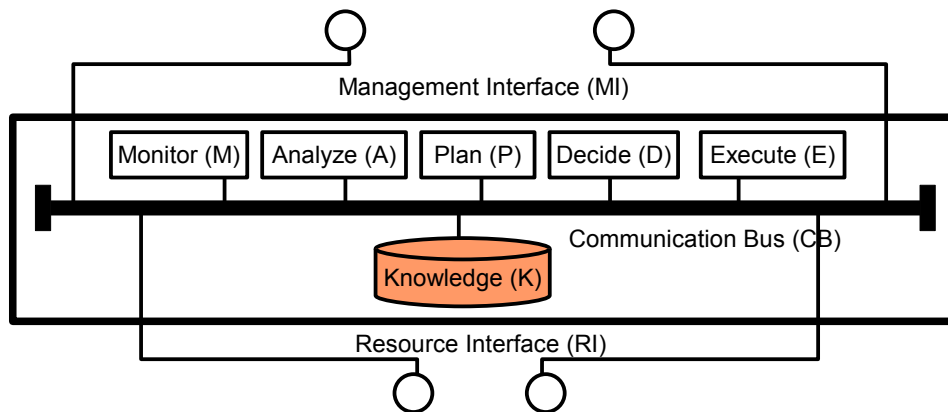 Management Interface (MI)
Monitor (M)
Analyze (A)
Plan (P)
Decide (D)
Execute (E)
Communication Bus (CB)
Knowledge (K)
Resource Interface (RI)